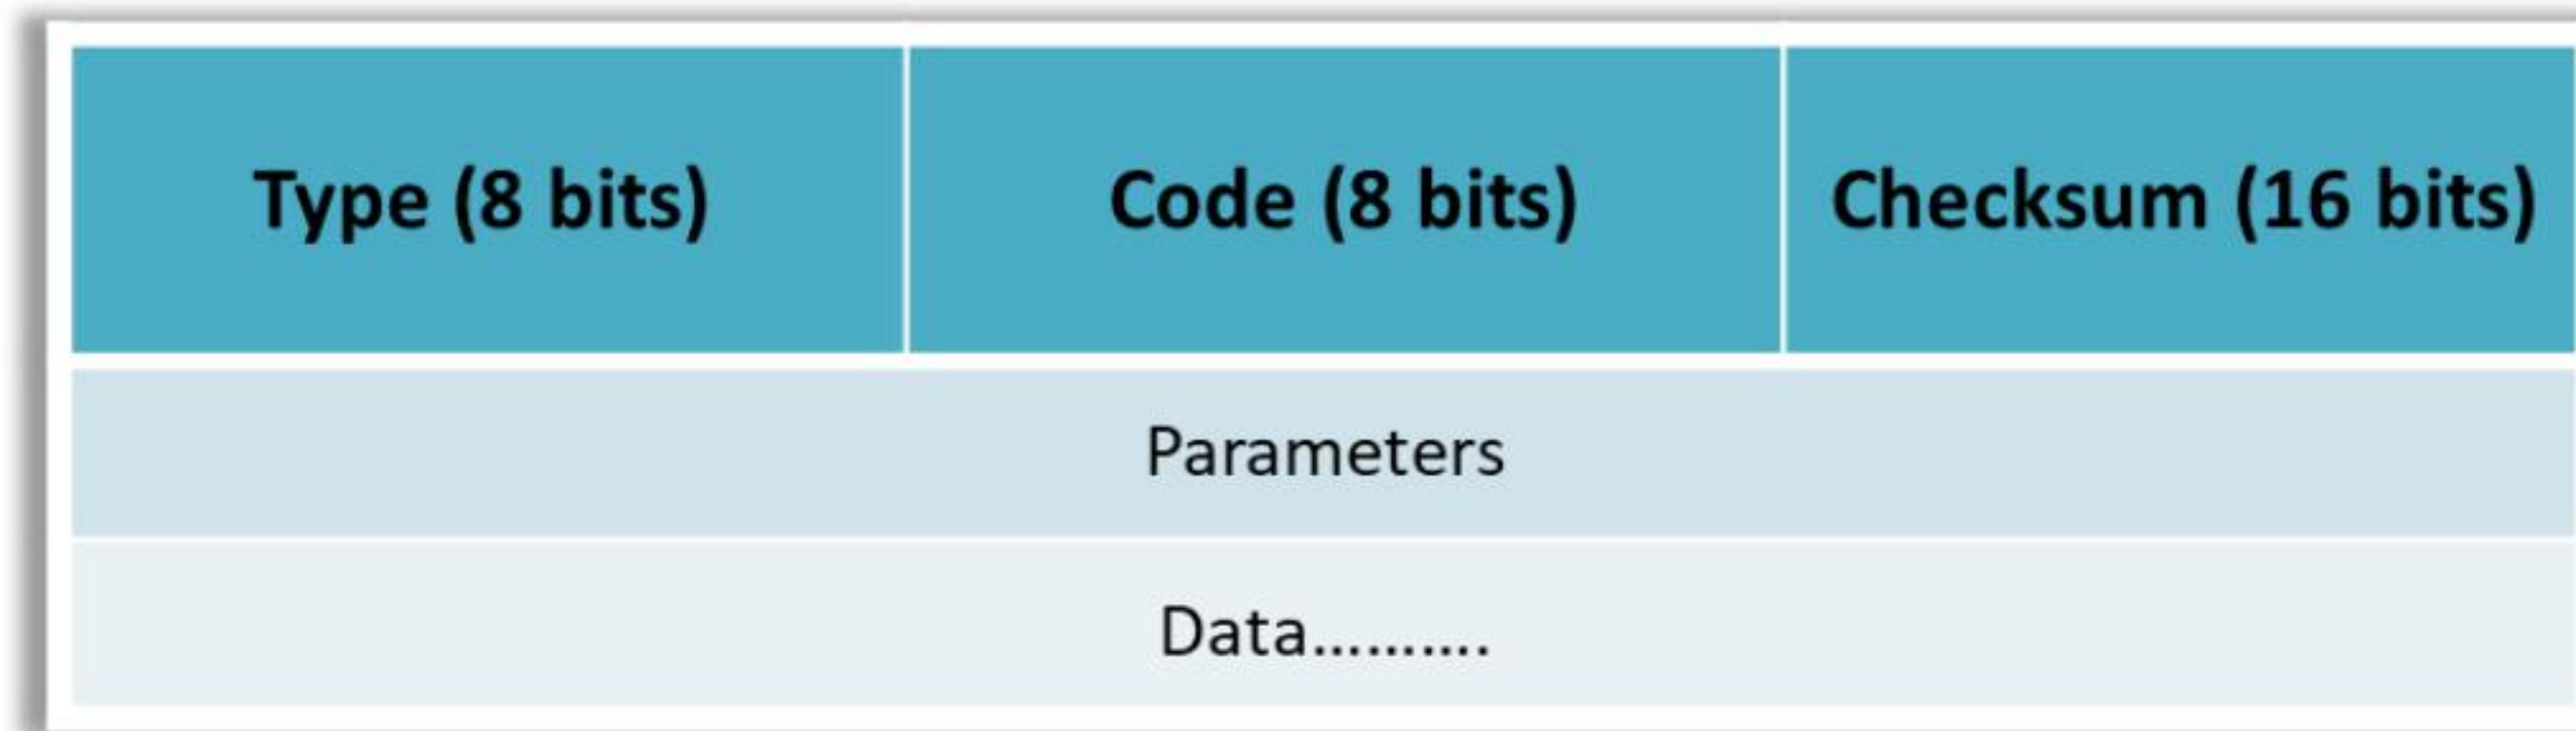 Type (8 bits) Code (8 bits) Checksum (16 bits)
Parameters
Data..........